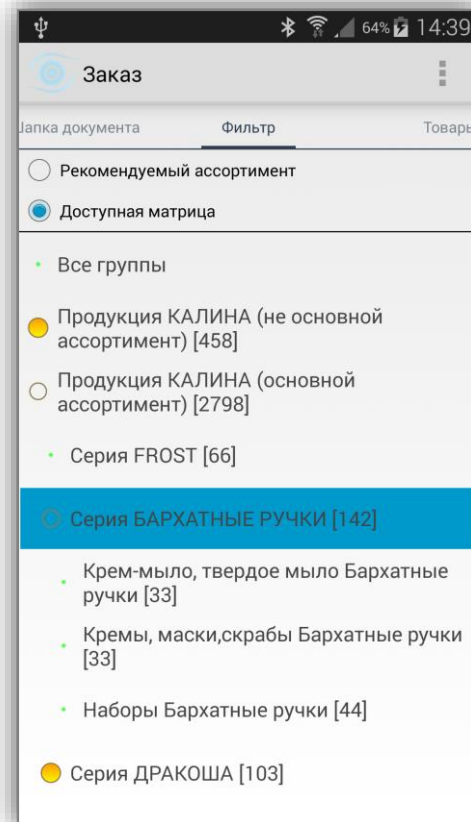 64% 14:39
Заказ
Шапка документа Фильтр Товары
Рекомендуемый ассортимент
Доступная матрица
Все группы
Продукция КАЛИНА (не основной
ассортимент) [458]
Продукция КАЛИНА (основной
ассортимент) [2798]
Серия FROST [66]
Серия БАРХАТНЫЕ РУЧКИ [142]
Крем-мыло, твердое мыло Бархатные
ручки [33]
Кремы, маски,скрабы Бархатные ручки
[33]
Наборы Бархатные ручки [44]
Серия ДРАКОША [103]